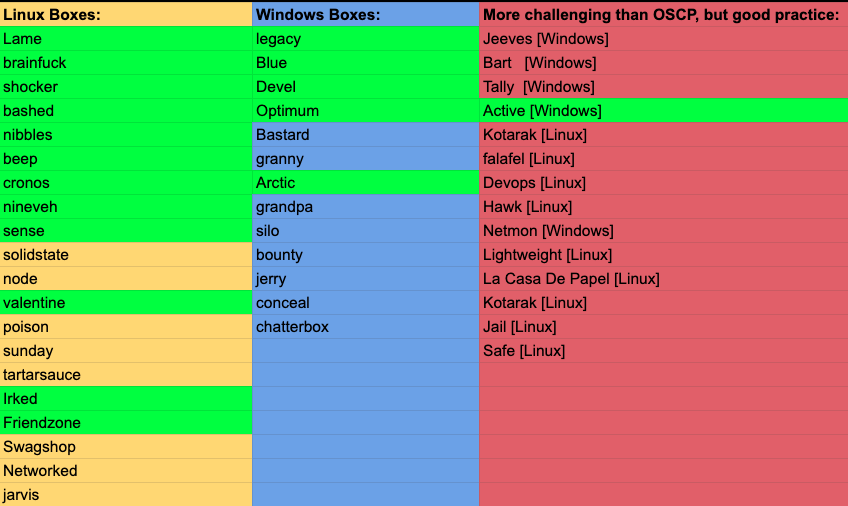 Linux Boxes: Windows Boxes: More challenging than OSCP, but good practice:
Lame legacy Jeeves [Windows]
brainfuck Blue Bart [Windows]
shocker Devel Tally [Windows]
bashed Optimum Active [Windows]
nibbles Bastard Kotarak [Linux]
beep granny falafel [Linux]
cronos Arctic Devops [Linux]
nineveh grandpa Hawk [Linux]
sense silo Netmon [Windows]
solidstate bounty Lightweight [Linux]
node jerry La Casa De Papel [Linux]
valentine conceal Kotarak [Linux]
poison chatterbox Jail [Linux]
sunday Safe [Linux]
tartarsauce
Irked
Friendzone
Swagshop
Networked
jarvis